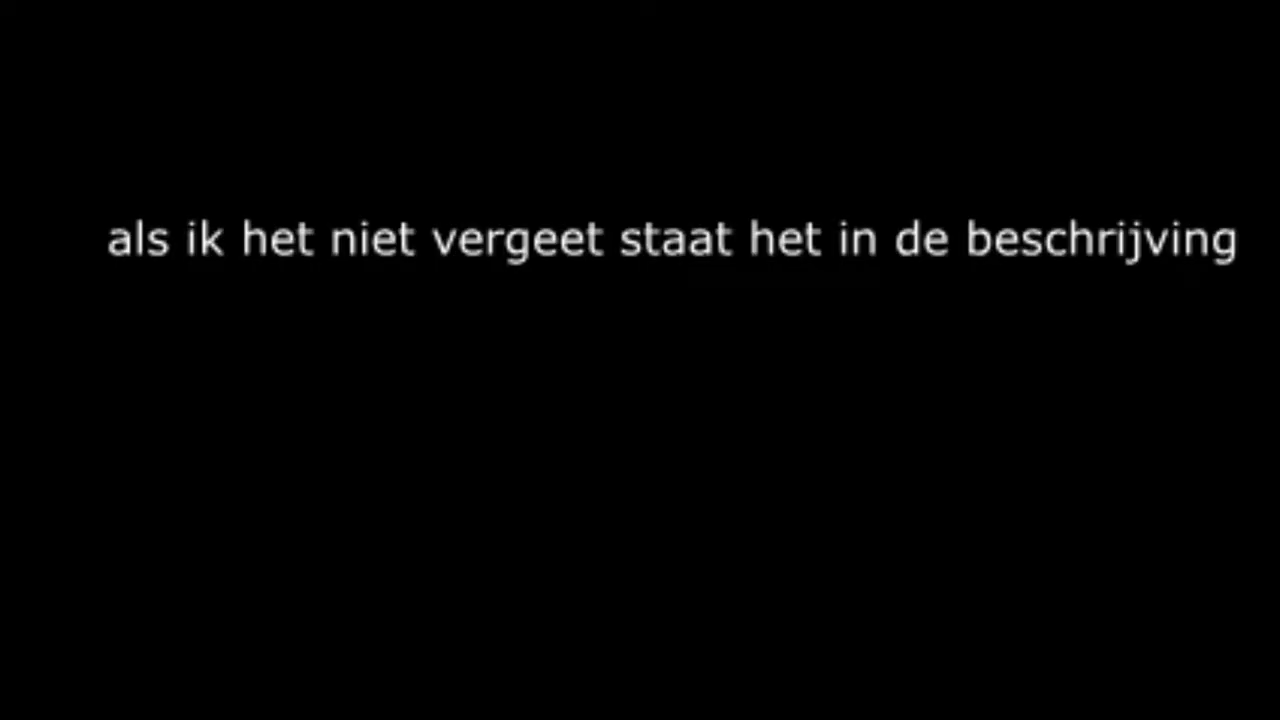 als ik het niet vergeet staat het in de beschrijving